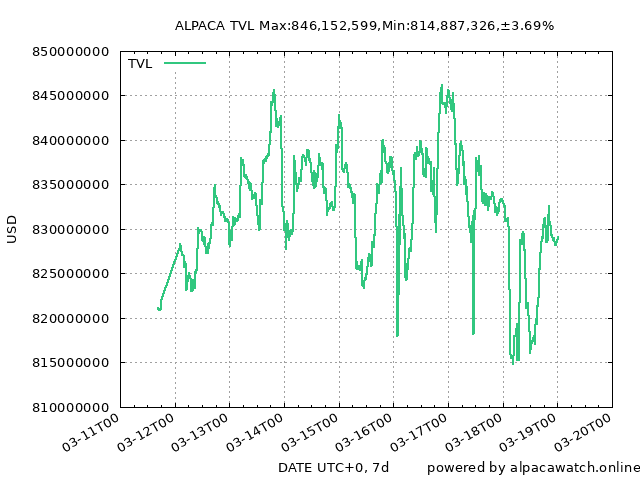 ALPACA TVL Max:846,152,599,Min:814,887,326,±3.69%
TVL
850000000
845000000
840000000
835000000
830000000
825000000
820000000
815000000
810000000
USD
03-11T00
03-12T00
03-13T00
03-14T00
03-15T00
03-16T00
03-17T00
03-18T00
03-19T00
03-20T00
DATE UTC+0, 7d
powered by alpacawatch.online